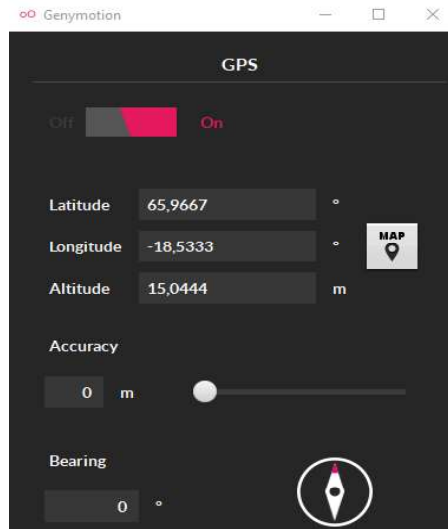 Genymotion
GPS
Off On
Latitude 65,9667 °
Longitude -18,5333 °
MAP
Altitude 15,0444 m
Accuracy
0 m
Bearing
0 °